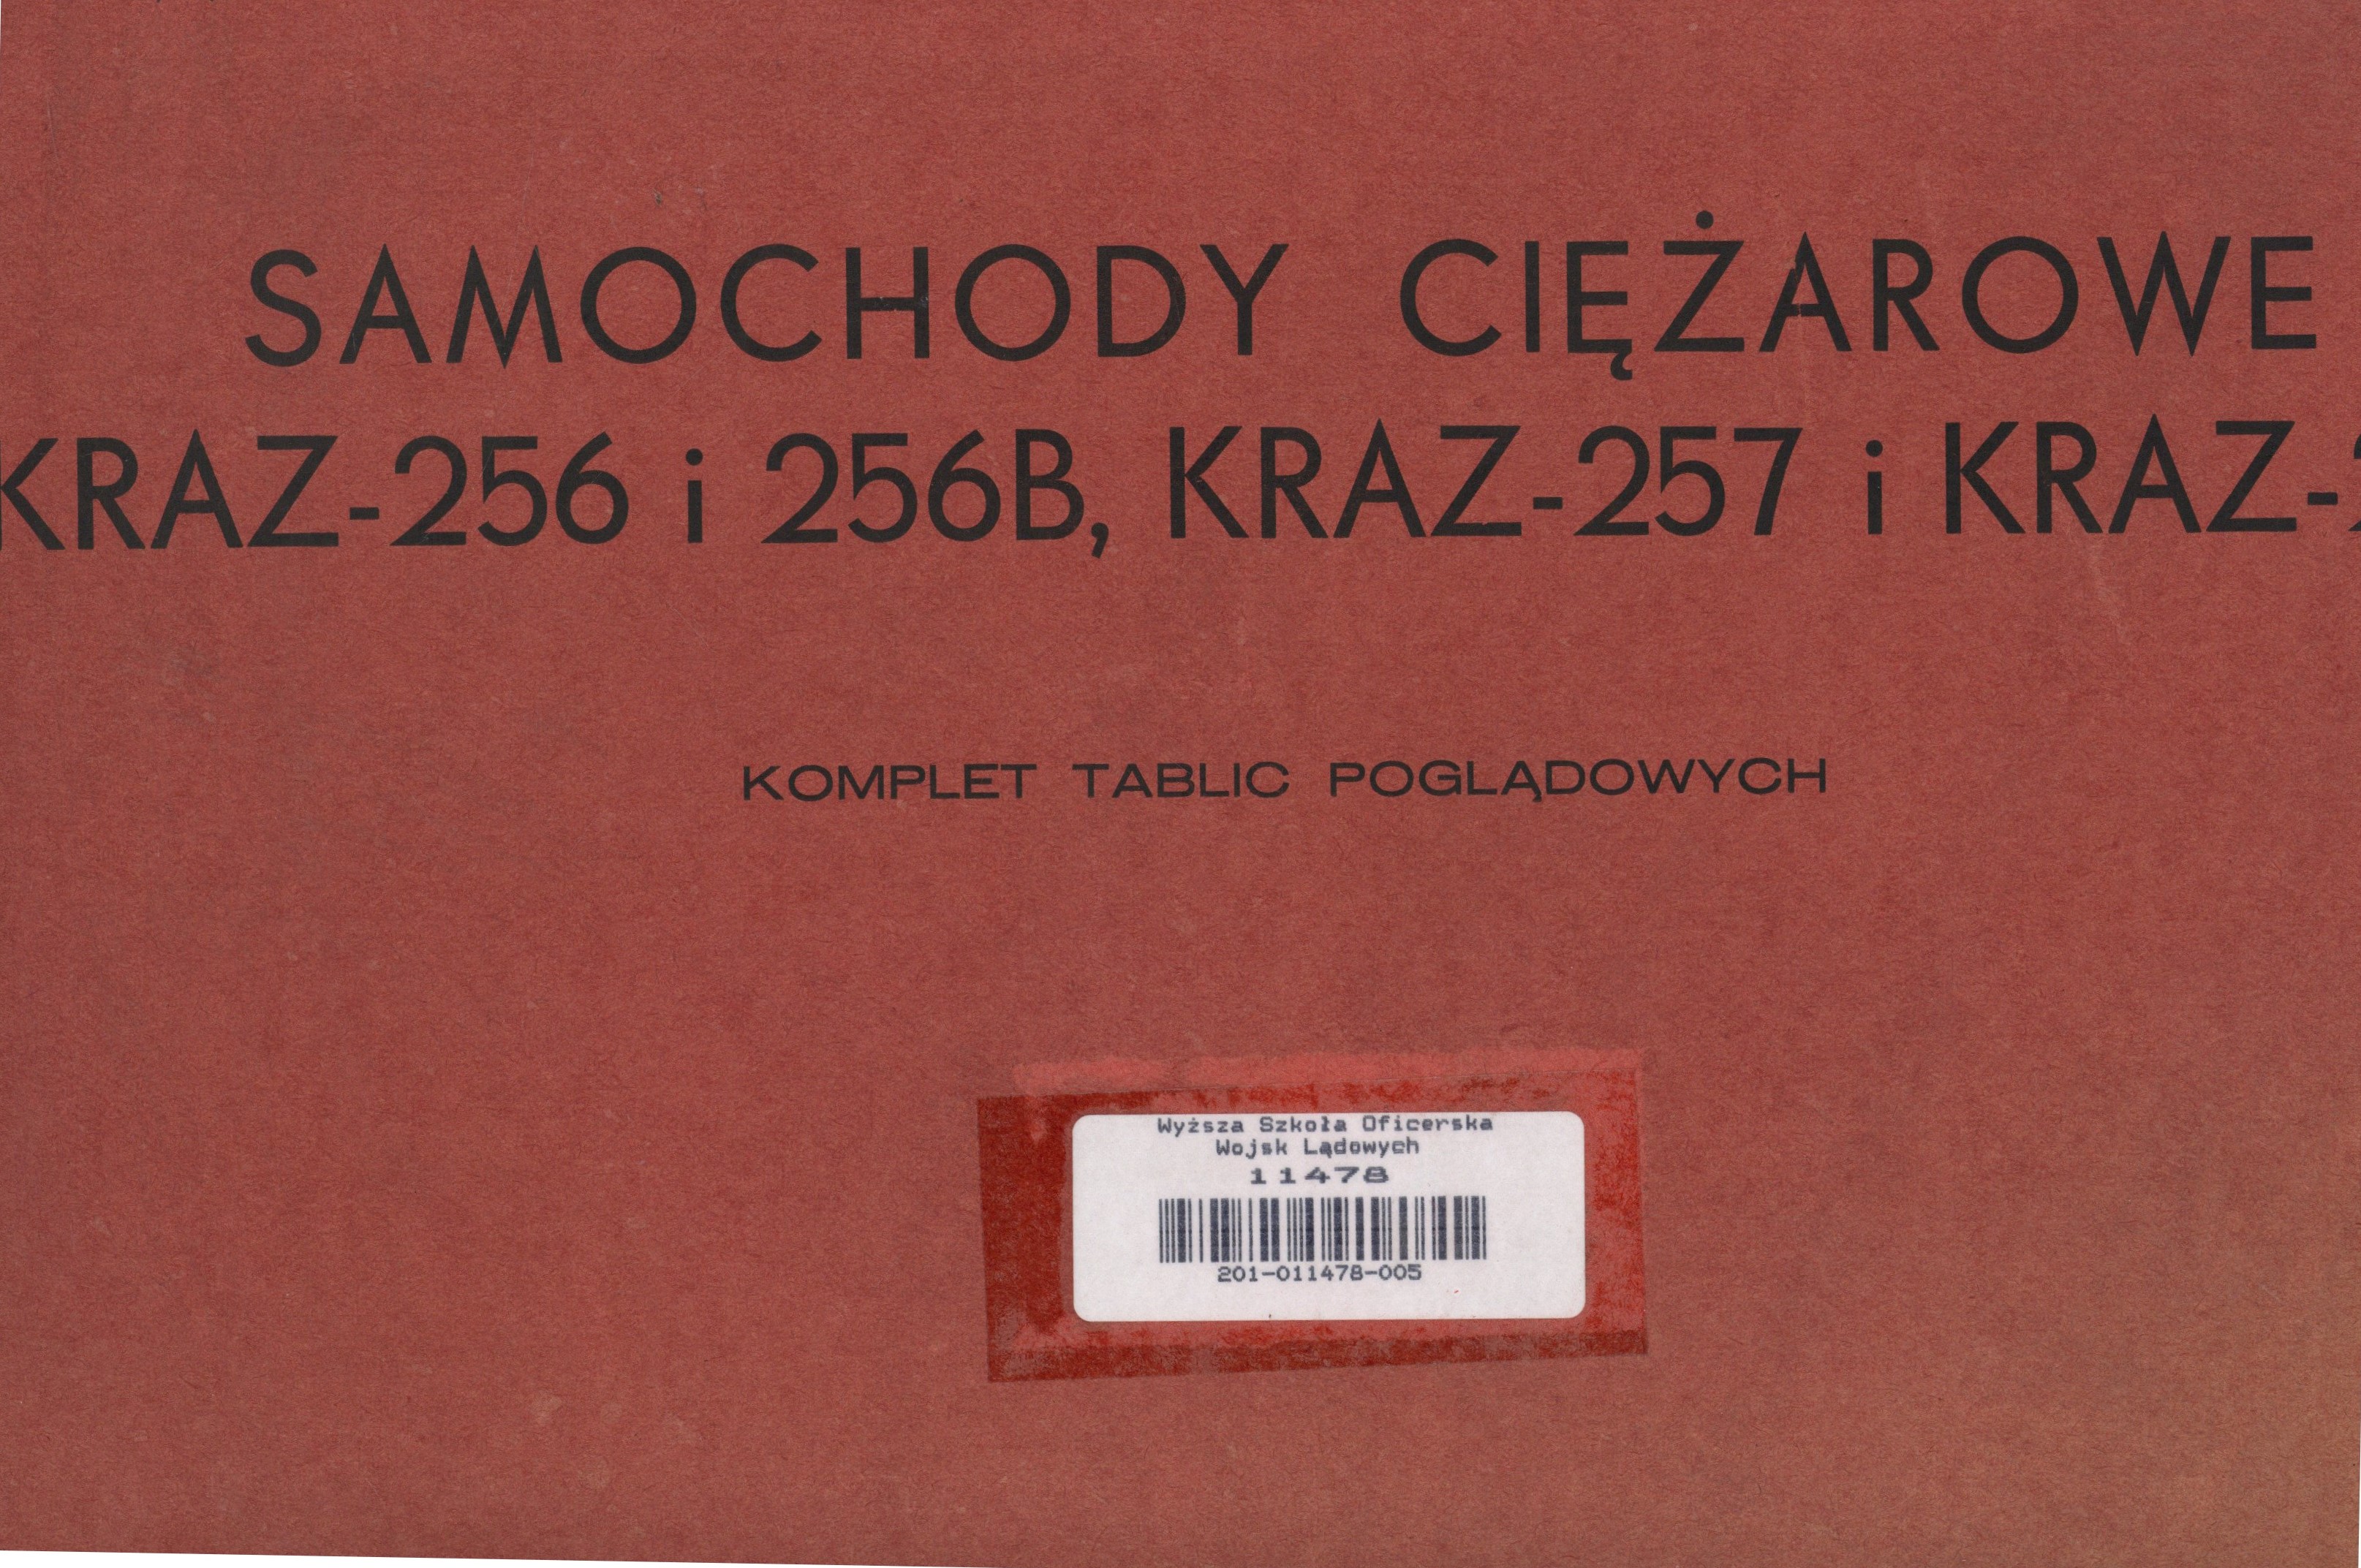 SAMOCHODY CIĘŻAROWE
KRAZ-256 i 256B, KRAZ-257 i KRAZ-
KOMPLET TABLIC POGLĄDOWYCH
Wyższa Szkoła Oficerska
Wojsk Lądowych
11478
201-011478-005